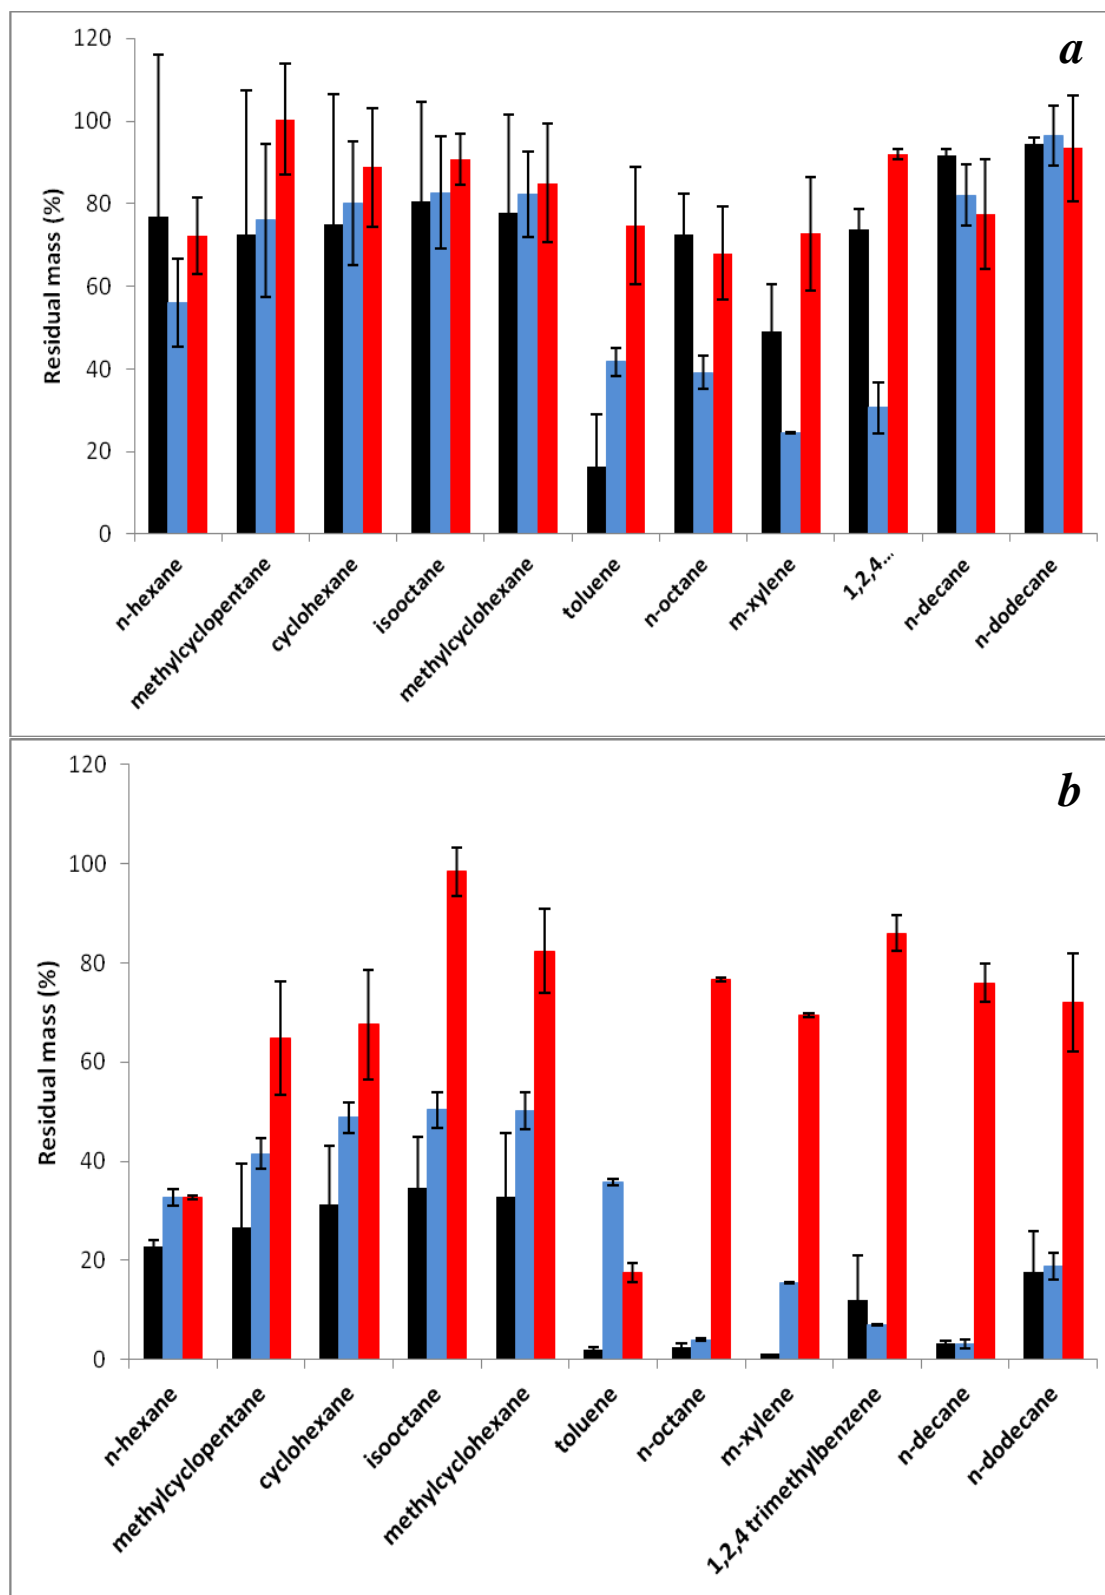 a
Residual mass (%)
120
100
80
60
40
20
0
n-hexane
methylcyclopentane
cyclohexane
isooctane
methylcyclohexane
toluene
n-octane
m-xylene
1,2,4...
n-decane
n-dodecane
b
Residual mass (%)
120
100
80
60
40
20
0
n-hexane
methylcyclopentane
cyclohexane
isooctane
methylcyclohexane
toluene
n-octane
m-xylene
1,2,4 trimethylbenzene
n-decane
n-dodecane